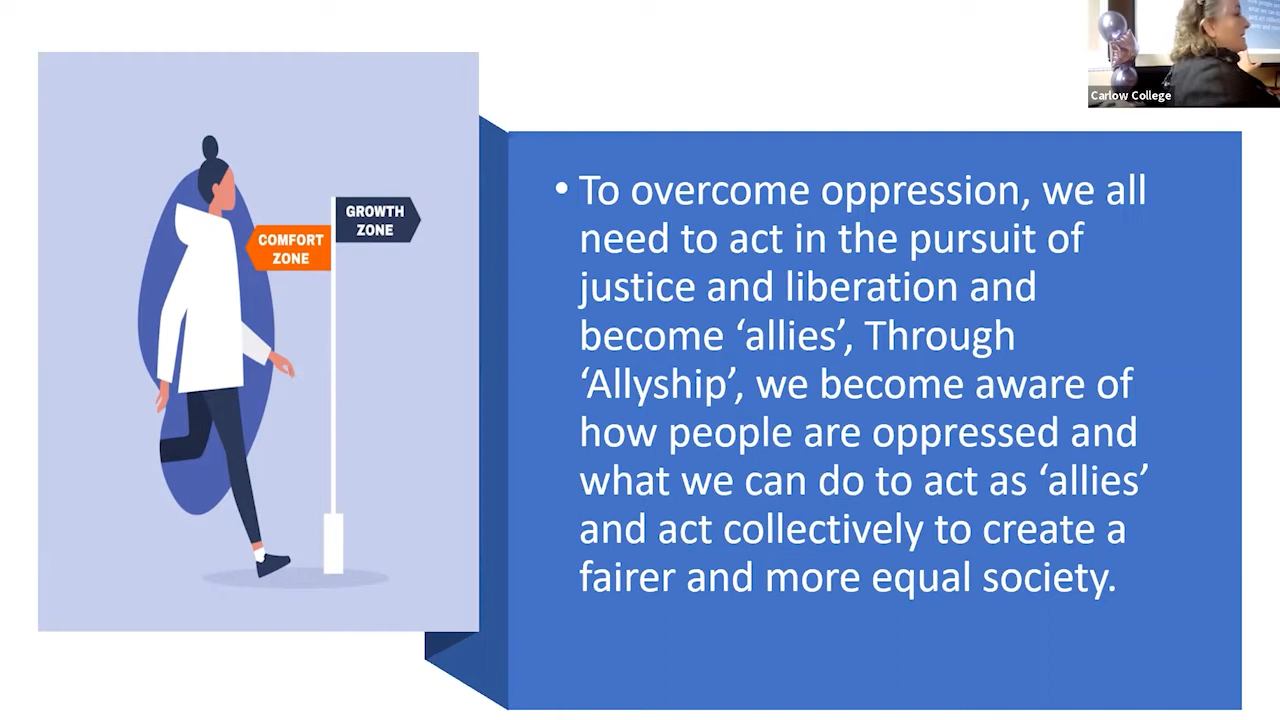 Carlow College
COMFORT
ZONE
GROWTH
ZONE
• To overcome oppression, we all
need to act in the pursuit of
justice and liberation and
become ‘allies’, Through
‘Allyship’, we become aware of
how people are oppressed and
what we can do to act as ‘allies’
and act collectively to create a
fairer and more equal society.